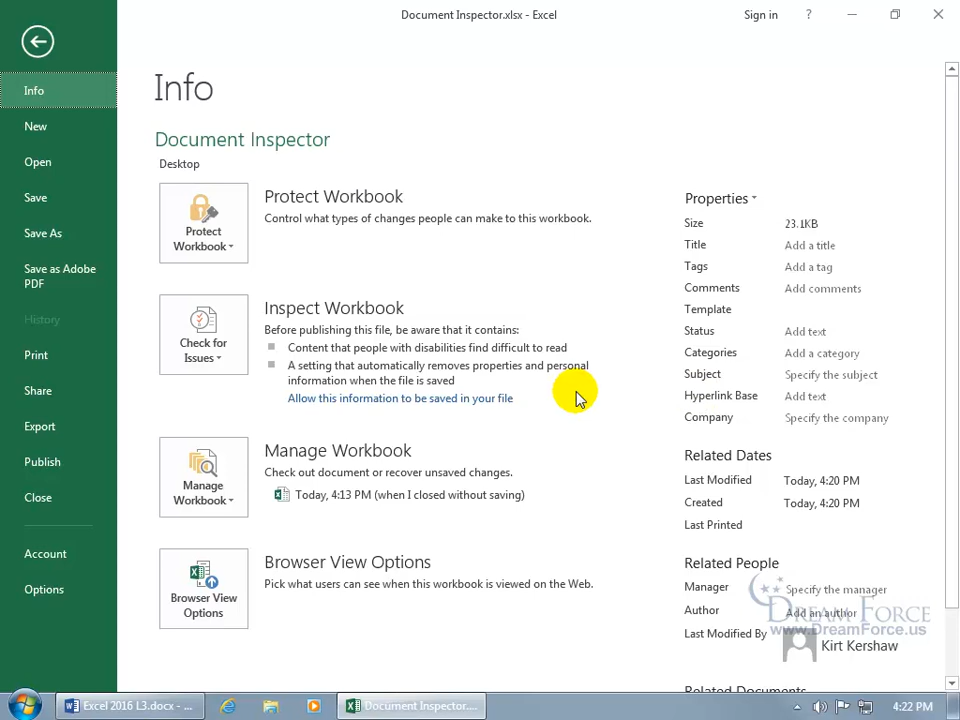 Document Inspector.xlsx - Excel
Sign in
?
Info
New
Open
Save
Save As
Save as Adobe
PDF
History
Print
Share
Export
Publish
Close
Account
Options
Info
Document Inspector
Desktop
Protect
Workbook
Protect Workbook
Control what types of changes people can make to this workbook.
Check for
Issues
Inspect Workbook
Before publishing this file, be aware that it contains:
Content that people with disabilities find difficult to read
A setting that automatically removes properties and personal
information when the file is saved
Allow this information to be saved in your file
Manage
Workbook
Manage Workbook
Check out document or recover unsaved changes.
Today, 4:13 PM (when I closed without saving)
Browser View
Options
Browser View Options
Pick what users can see when this workbook is viewed on the Web.
Properties
Size 23.1KB
Title Add a title
Tags Add a tag
Comments Add comments
Template
Status Add text
Categories Add a category
Subject Specify the subject
Hyperlink Base Add text
Company Specify the company
Related Dates
Last Modified Today, 4:20 PM
Created Today, 4:20 PM
Last Printed
Related People
Manager Specify the manager
Author Add an author
DREAM FORCE
www.DreamForce.us
Last Modified By Kirt Kershaw
Related Documents
Excel 2016 L3.docx - ...
Document Inspector....
4:22 PM